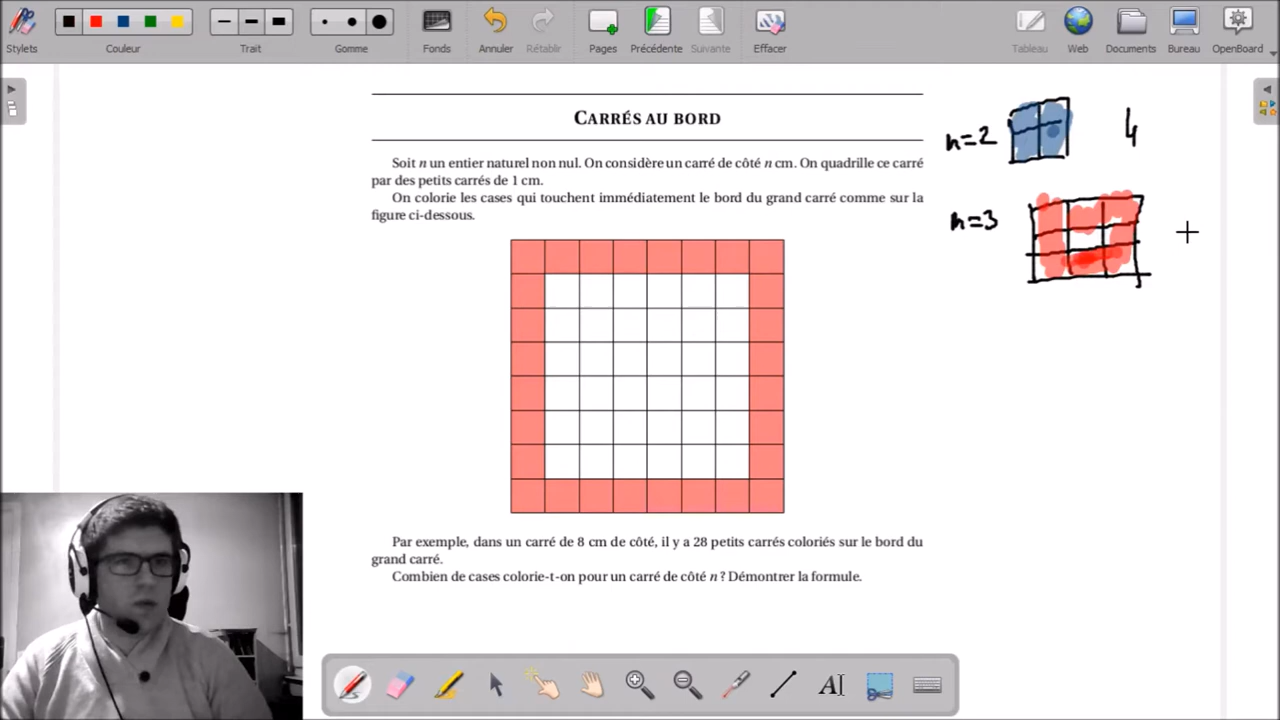 Stylets
Couleur
Trait
Gomme
Fonds
Annuler
Rétablir
Pages
Précédente
Suivante
Effacer
Tableau
Web
Documents
Bureau
OpenBoard
CARRÉS AU BORD
Soit n un entier naturel non nul. On considère un carré de côté n cm. On quadrille ce carré
par des petits carrés de 1 cm.
On colorie les cases qui touchent immédiatement le bord du grand carré comme sur la
figure ci-dessous.
n=2
4
n=3
Par exemple, dans un carré de 8 cm de côté, il y a 28 petits carrés coloriés sur le bord du
grand carré.
Combien de cases colorie-t-on pour un carré de côté n ? Démontrer la formule.
AI